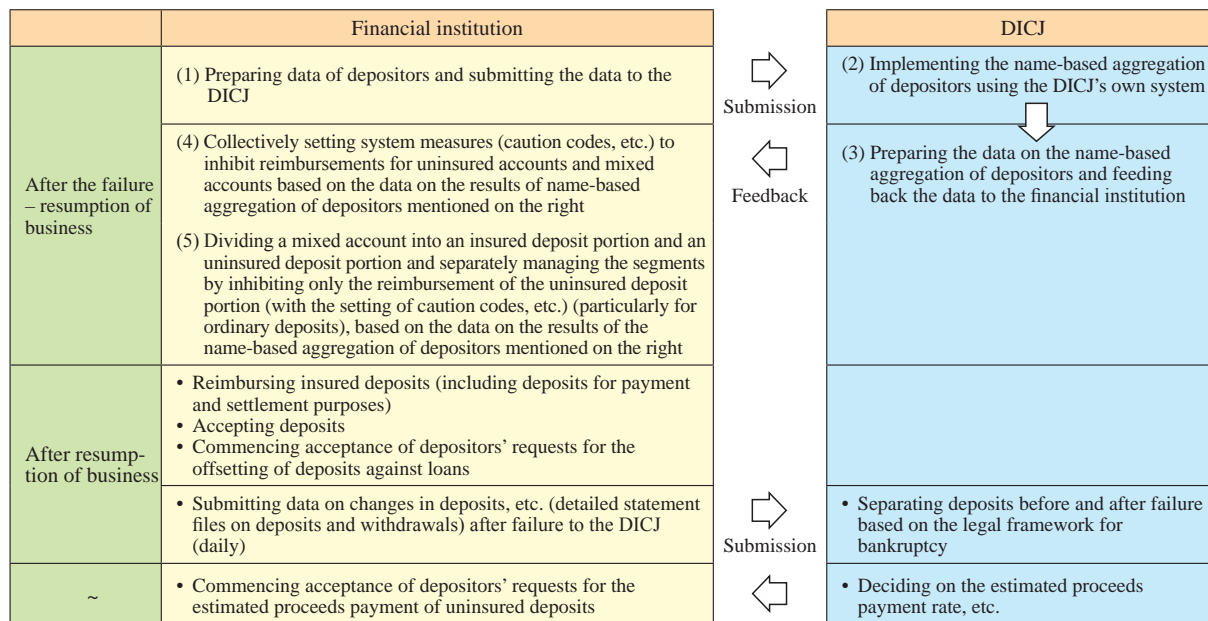 Financial institution
DICJ
After the failure
– resumption of
business
(1) Preparing data of depositors and submitting the data to the
DICJ
Submission
(2) Implementing the name-based aggregation
of depositors using the DICJ's own system
(4) Collectively setting system measures (caution codes, etc.) to
inhibit reimbursements for uninsured accounts and mixed
accounts based on the data on the results of name-based
aggregation of depositors mentioned on the right
Feedback
(3) Preparing the data on the name-based
aggregation of depositors and feeding
back the data to the financial institution
(5) Dividing a mixed account into an insured deposit portion and an
uninsured deposit portion and separately managing the segments
by inhibiting only the reimbursement of the uninsured deposit
portion (with the setting of caution codes, etc.) (particularly for
ordinary deposits), based on the data on the results of the
name-based aggregation of depositors mentioned on the right
After resump-
tion of business
• Reimbursing insured deposits (including deposits for payment
and settlement purposes)
• Accepting deposits
• Commencing acceptance of depositors' requests for the
offsetting of deposits against loans
• Submitting data on changes in deposits, etc. (detailed statement
files on deposits and withdrawals) after failure to the DICJ
(daily)
Submission
• Separating deposits before and after failure
based on the legal framework for
bankruptcy
~
• Commencing acceptance of depositors' requests for the
estimated proceeds payment of uninsured deposits
• Deciding on the estimated proceeds
payment rate, etc.